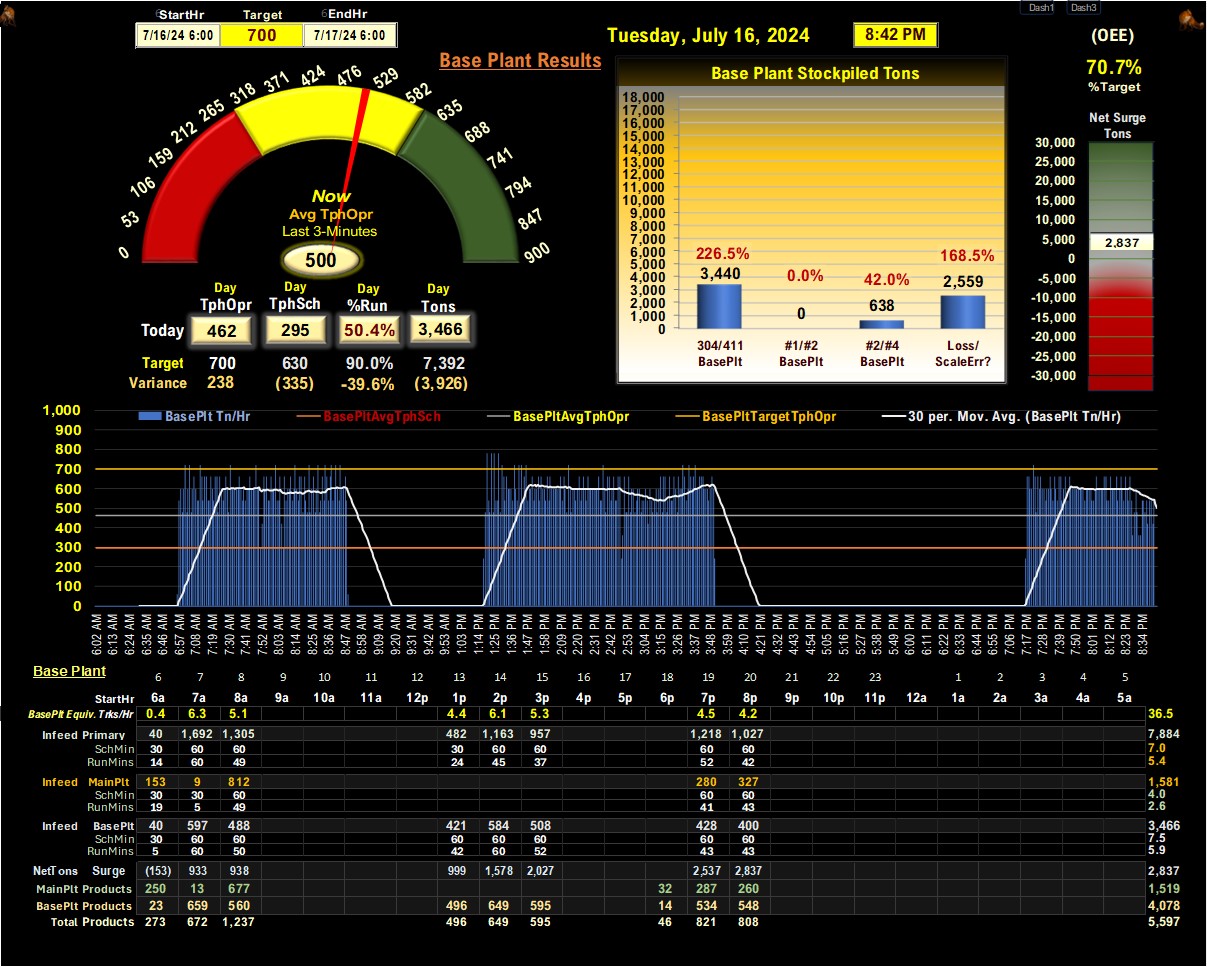 Dash1 Dash3
6StartHr Target 6EndHr
7/16/24 6:00 700 7/17/24 6:00
Tuesday, July 16, 2024 8:42 PM
(OEE)
70.7%
%Target
Base Plant Results
0 53 106 159 212 265 318 371 424 476 529 582 635 688 741 794 847 900
Now
Avg TphOpr
Last 3-Minutes
500
Day Day Day Day
TphOpr TphSch %Run Tons
Today 462 295 50.4% 3,466
Target 700 630 90.0% 7,392
Variance 238 (335) -39.6% (3,926)
Base Plant Stockpiled Tons
18,000
17,000
16,000
15,000
14,000
13,000
12,000
11,000
10,000
9,000
8,000
7,000
6,000
5,000
4,000
3,000
2,000
1,000
0
226.5% 0.0% 42.0% 168.5%
3,440 0 638 2,559
304/411 #1/#2 #2/#4 Loss/
BasePlt BasePlt BasePlt ScaleErr?
Net Surge
Tons
30,000
25,000
20,000
15,000
10,000
5,000
0
-5,000
-10,000
-15,000
-20,000
-25,000
-30,000
2,837
BasePlt Tn/Hr BasePltAvgTphSch BasePltAvgTphOpr BasePltTargetTphOpr 30 per. Mov. Avg. (BasePlt Tn/Hr)
1,000
900
800
700
600
500
400
300
200
100
0
6:02 AM 6:13 AM 6:24 AM 6:35 AM 6:46 AM 6:57 AM 7:08 AM 7:19 AM 7:30 AM 7:41 AM 7:52 AM 8:03 AM 8:14 AM 8:25 AM 8:36 AM 8:47 AM 9:09 AM 9:20 AM 9:31 AM 9:42 AM 9:53 AM 12:52 PM 1:03 PM 1:14 PM 1:25 PM 1:36 PM 1:47 PM 1:58 PM 2:09 PM 2:20 PM 2:31 PM 2:42 PM 2:53 PM 3:04 PM 3:15 PM 3:26 PM 3:37 PM 3:48 PM 3:59 PM 4:10 PM 4:21 PM 4:32 PM 4:43 PM 4:54 PM 5:05 PM 5:16 PM 5:27 PM 5:38 PM 5:49 PM 6:00 PM 6:11 PM 6:22 PM 6:33 PM 6:44 PM 6:55 PM 7:06 PM 7:17 PM 7:28 PM 7:39 PM 7:50 PM 8:01 PM 8:12 PM 8:23 PM 8:34 PM
Base Plant
6 7 8 9 10 11 12 13 14 15 16 17 18 19 20 21 22 23 0 1 2 3 4 5
StartHr 6a 7a 8a 9a 10a 11a 12p 1p 2p 3p 4p 5p 6p 7p 8p 9p 10p 11p 12a 1a 2a 3a 4a 5a
BasePlt Equiv. Trks/Hr 0.4 6.3 5.1 4.4 6.1 5.3 4.5 4.2 36.5
Infeed Primary 40 1,692 1,305 482 1,163 957 1,218 1,027 7,884
SchMin 30 60 60 30 60 60 60 60 7.0
RunMins 14 60 49 24 45 37 52 42 5.4
Infeed MainPlt 153 9 812 280 327 1,581
SchMin 30 30 60 60 60 4.0
RunMins 19 5 49 41 43 2.6
Infeed BasePlt 40 597 488 421 584 508 428 400 3,466
SchMin 30 60 60 60 60 60 60 60 7.5
RunMins 5 60 50 42 60 52 43 43 5.9
NetTons Surge (153) 933 938 999 1,578 2,027 2,537 2,837 2,837
MainPlt Products 250 13 677 32 287 260 1,519
BasePlt Products 23 659 560 496 649 595 14 534 548 4,078
Total Products 273 672 1,237 496 649 595 46 821 808 5,597